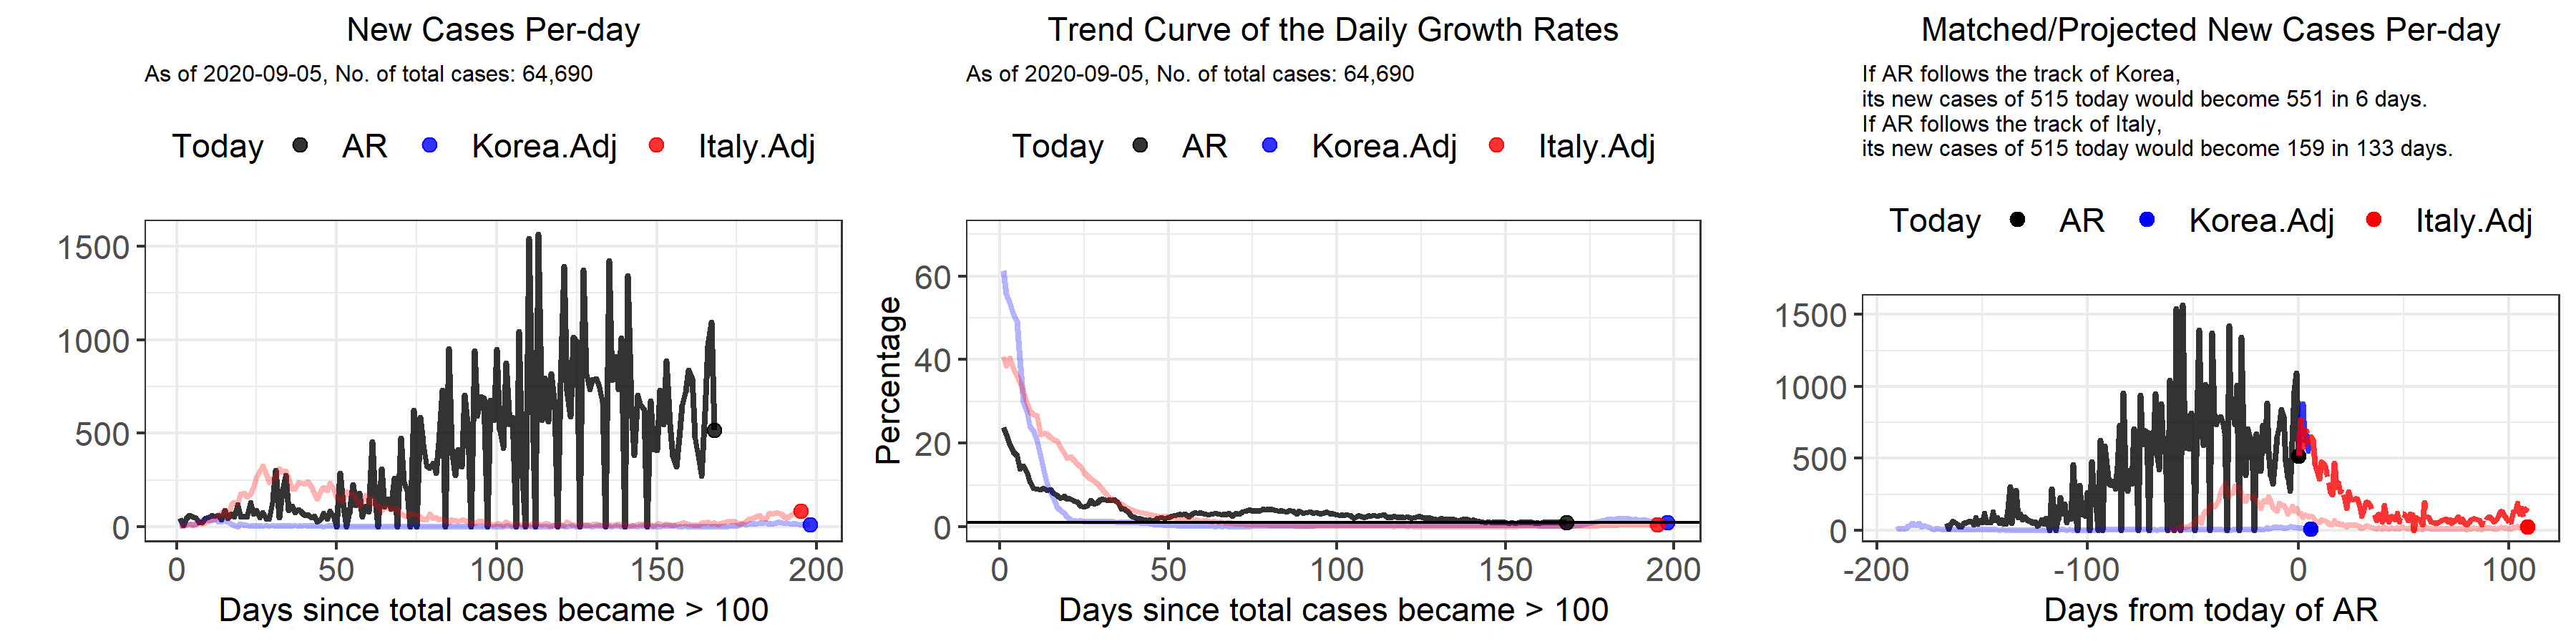 New Cases Per-day
As of 2020-09-05, No. of total cases: 64,690
Today AR Korea.Adj Italy.Adj
1500
1000
500
0
0 50 100 150 200
Days since total cases became > 100
Trend Curve of the Daily Growth Rates
As of 2020-09-05, No. of total cases: 64,690
Today AR Korea.Adj Italy.Adj
Percentage
60
40
20
0
0 50 100 150 200
Days since total cases became > 100
Matched/Projected New Cases Per-day
If AR follows the track of Korea,
its new cases of 515 today would become 551 in 6 days.
If AR follows the track of Italy,
its new cases of 515 today would become 159 in 133 days.
Today AR Korea.Adj Italy.Adj
1500
1000
500
0
-200 -100 0 100
Days from today of AR